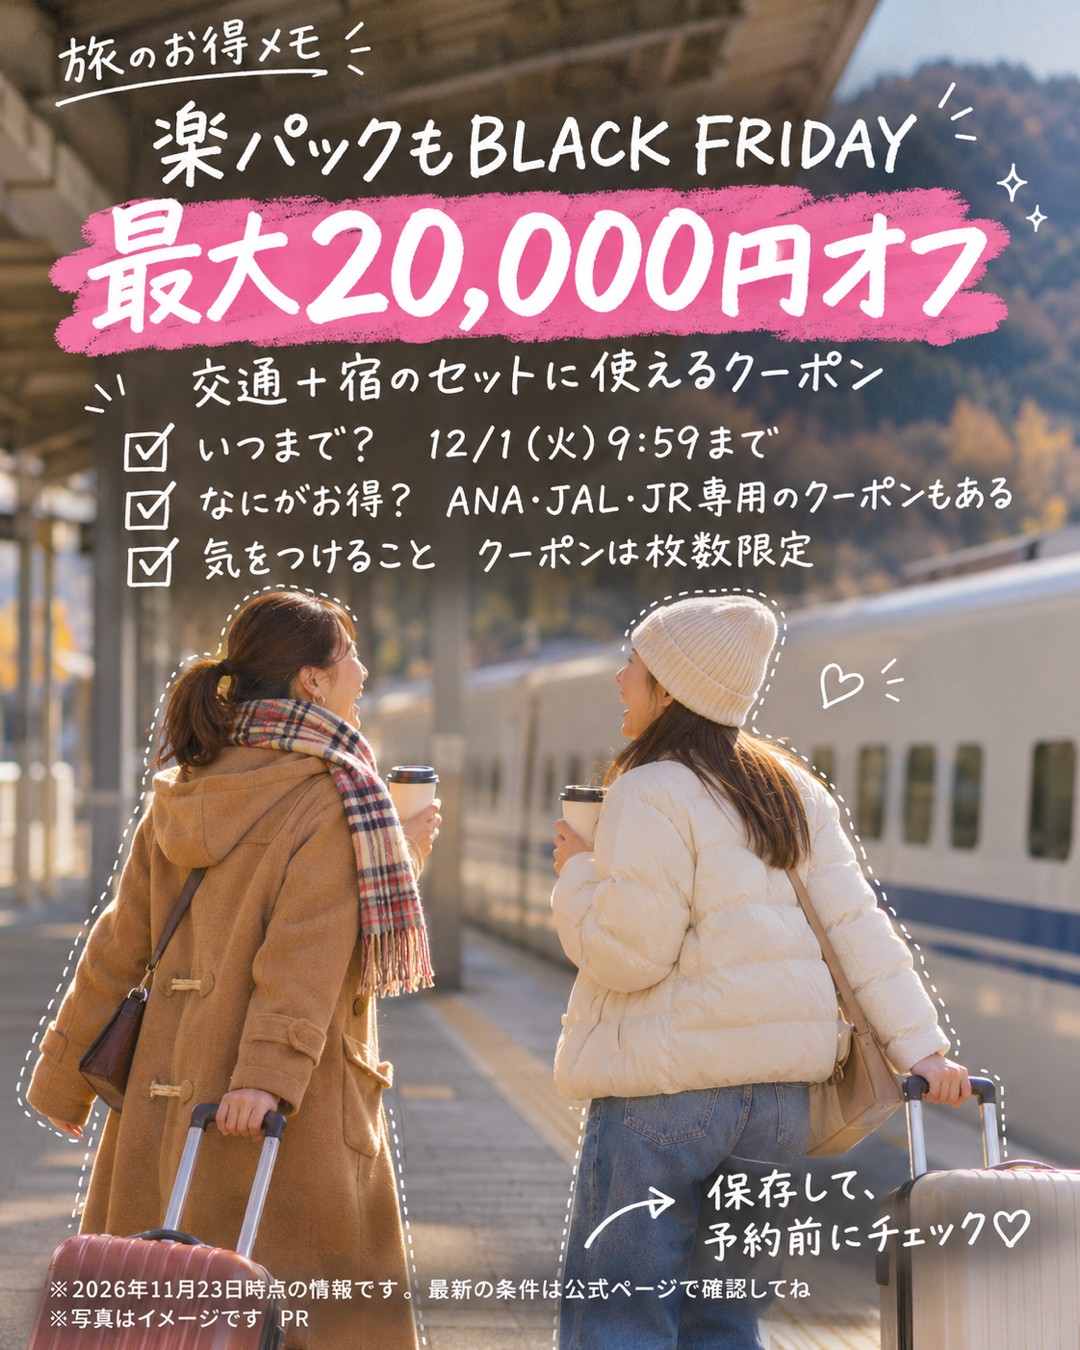 旅のお得メモ
楽パックもBLACK FRIDAY
最大20,000円オフ
交通＋宿のセットに使えるクーポン
いつまで？ 12/1(火)9:59まで
なにがお得？ ANA・JAL・JR専用のクーポンもある
気をつけること クーポンは枚数限定
保存して、
予約前にチェック♡
※2026年11月23日時点の情報です。最新の条件は公式ページで確認してね
※写真はイメージです PR